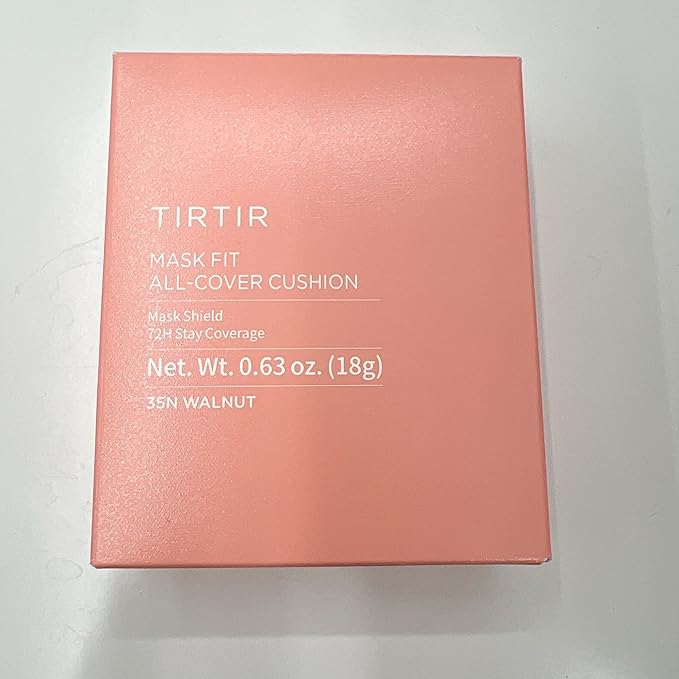 TIRTIR
MASK FIT
ALL-COVER CUSHION
Mask Shield
72H Stay Coverage
Net. Wt. 0.63 oz. (18g)
35N WALNUT